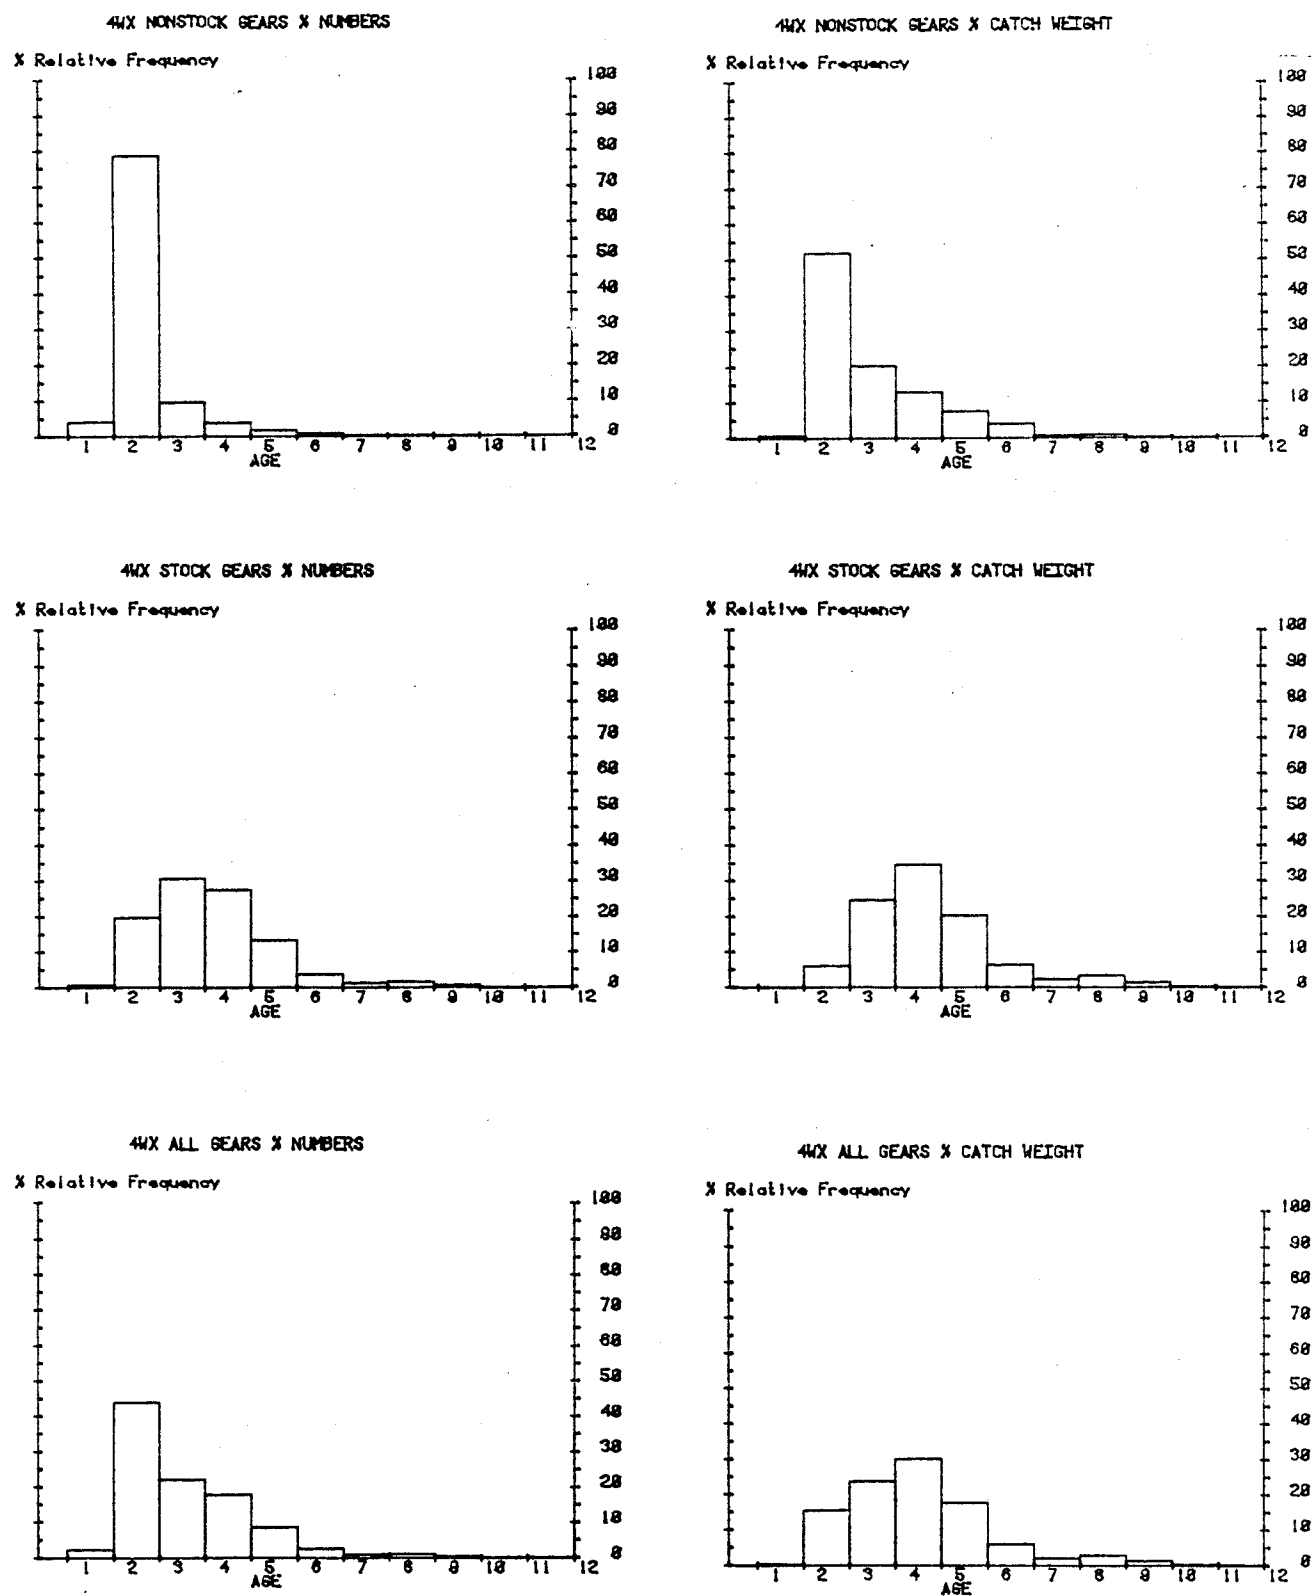 4WX NONSTOCK GEARS % NUMBERS
% Relative Frequency
100
90
80
70
60
50
40
30
20
10
0
1 2 3 4 5 6 7 8 9 10 11 12
AGE
4WX NONSTOCK GEARS % CATCH WEIGHT
% Relative Frequency
100
90
80
70
60
50
40
30
20
10
0
1 2 3 4 5 6 7 8 9 10 11 12
AGE
4WX STOCK GEARS % NUMBERS
% Relative Frequency
100
90
80
70
60
50
40
30
20
10
0
1 2 3 4 5 6 7 8 9 10 11 12
AGE
4WX STOCK GEARS % CATCH WEIGHT
% Relative Frequency
100
90
80
70
60
50
40
30
20
10
0
1 2 3 4 5 6 7 8 9 10 11 12
AGE
4WX ALL GEARS % NUMBERS
% Relative Frequency
100
90
80
70
60
50
40
30
20
10
0
1 2 3 4 5 6 7 8 9 10 11 12
AGE
4WX ALL GEARS % CATCH WEIGHT
% Relative Frequency
100
90
80
70
60
50
40
30
20
10
0
1 2 3 4 5 6 7 8 9 10 11 12
AGE